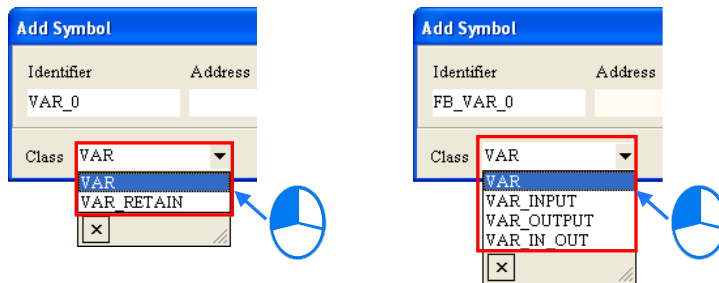 Add Symbol
Identifier Address
VAR_0
Class VAR
VAR
VAR_RETAIN
Add Symbol
Identifier Address
FB_VAR_0
Class VAR
VAR
VAR_INPUT
VAR_OUTPUT
VAR_IN_OUT